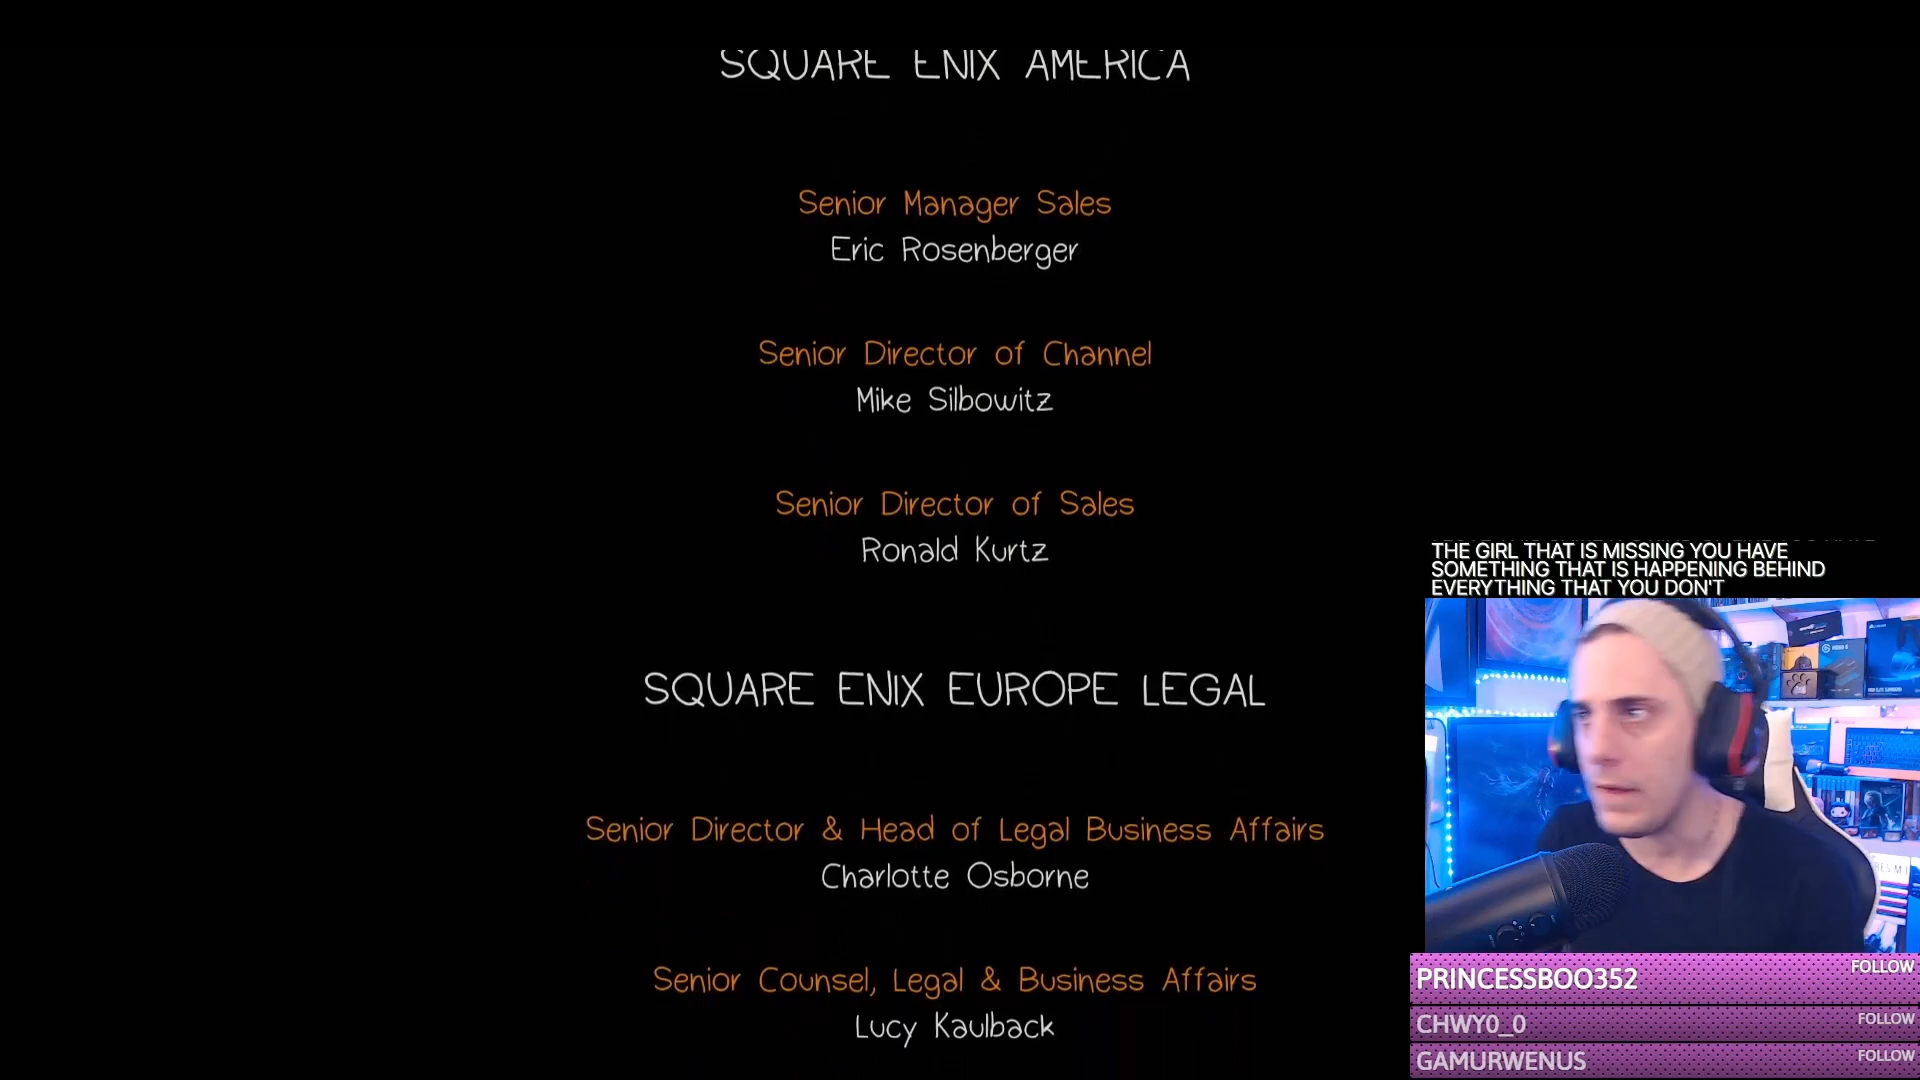 SQUARE ENIX AMERICA
Senior Manager Sales
Eric Rosenberger
Senior Director of Channel
Mike Silbowitz
Senior Director of Sales
Ronald Kurtz
SQUARE ENIX EUROPE LEGAL
Senior Director & Head of Legal Business Affairs
Charlotte Osborne
Senior Counsel, Legal & Business Affairs
Lucy Kaulback
THE GIRL THAT IS MISSING YOU HAVE
SOMETHING THAT IS HAPPENING BEHIND
EVERYTHING THAT YOU DON'T
PRINCESSBOO352 FOLLOW
CHWY0_0 FOLLOW
GAMURWENUS FOLLOW